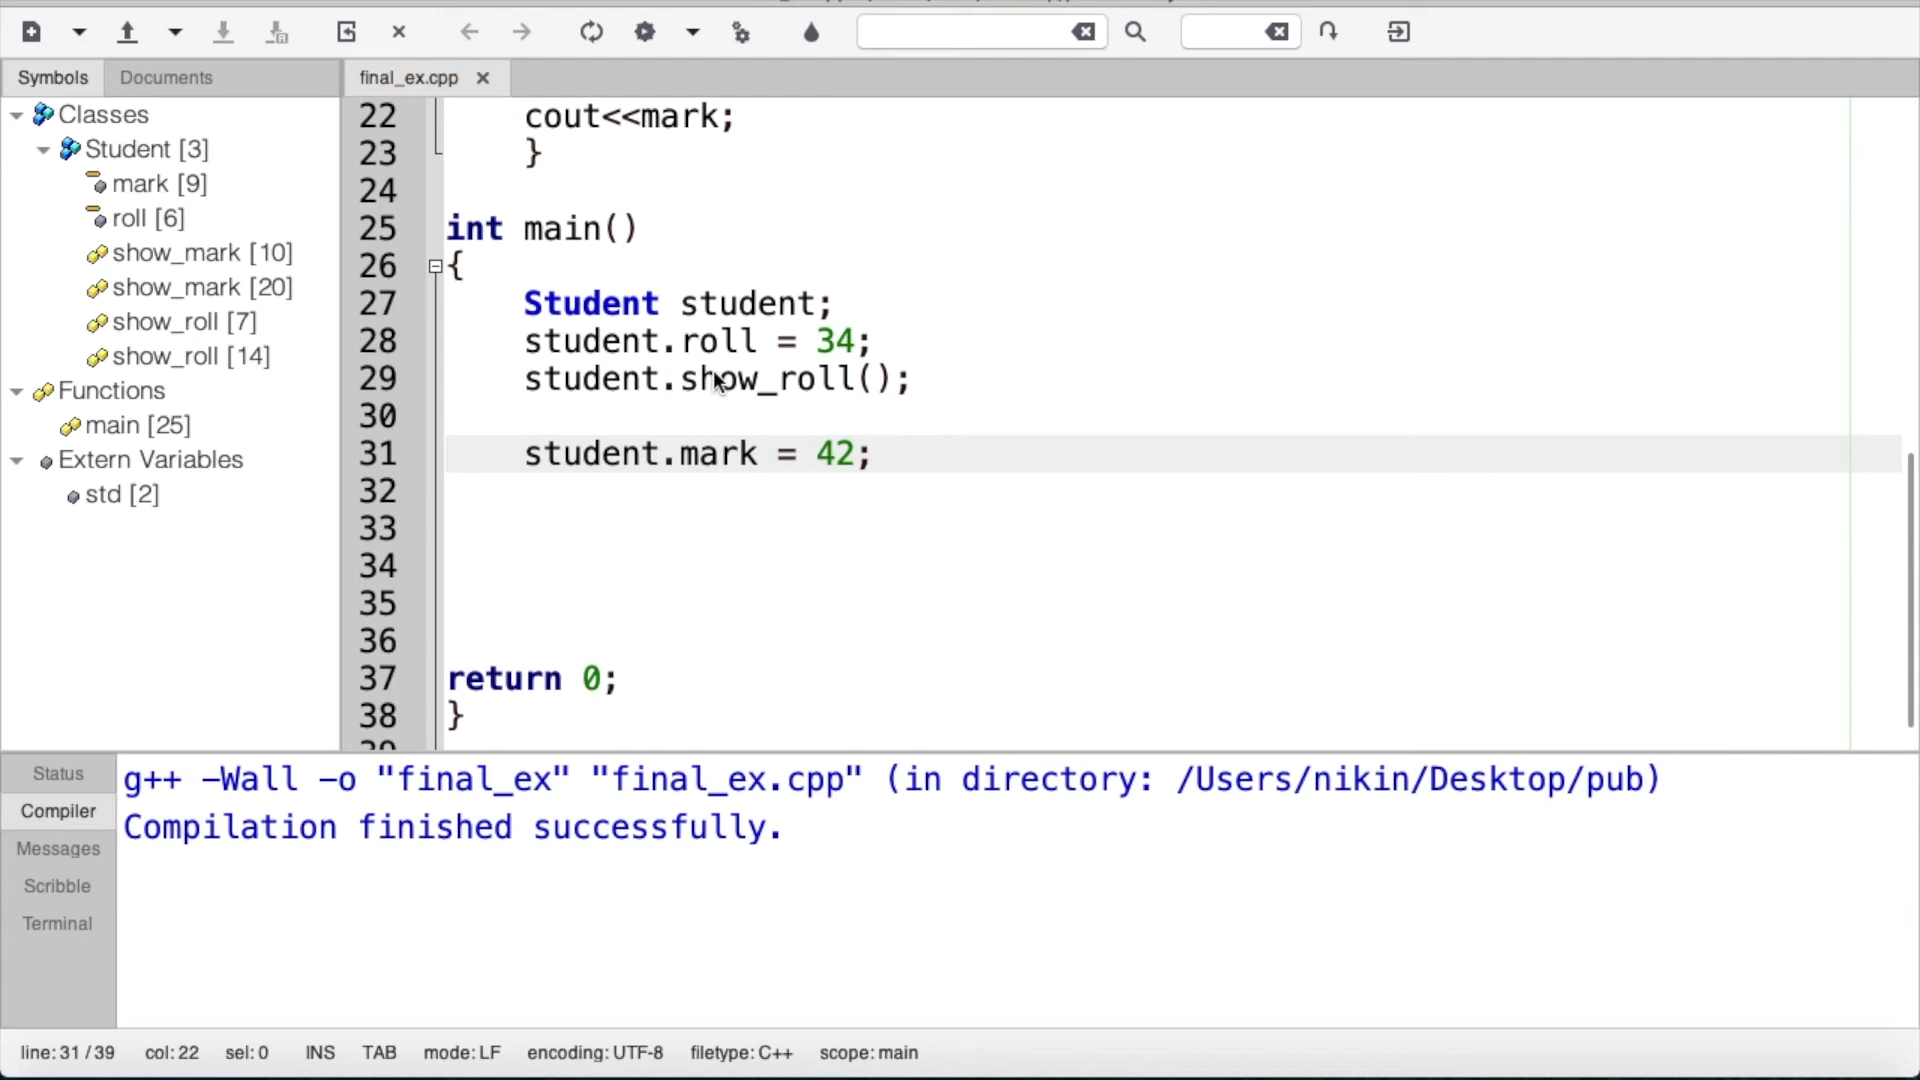 Symbols
Documents
final_ex.cpp
Classes
Student [3]
mark [9]
roll [6]
show_mark [10]
show_mark [20]
show_roll [7]
show_roll [14]
Functions
main [25]
Extern Variables
std [2]
22 cout<<mark;
23 }
24
25 int main()
26 {
27 Student student;
28 student.roll = 34;
29 student.show_roll();
30
31 student.mark = 42;
32
33
34
35
36
37 return 0;
38 }
Status
Compiler
Messages
Scribble
Terminal
g++ -Wall -o "final_ex" "final_ex.cpp" (in directory: /Users/nikin/Desktop/pub)
Compilation finished successfully.
line: 31 / 39 col: 22 sel: 0 INS TAB mode: LF encoding: UTF-8 filetype: C++ scope: main